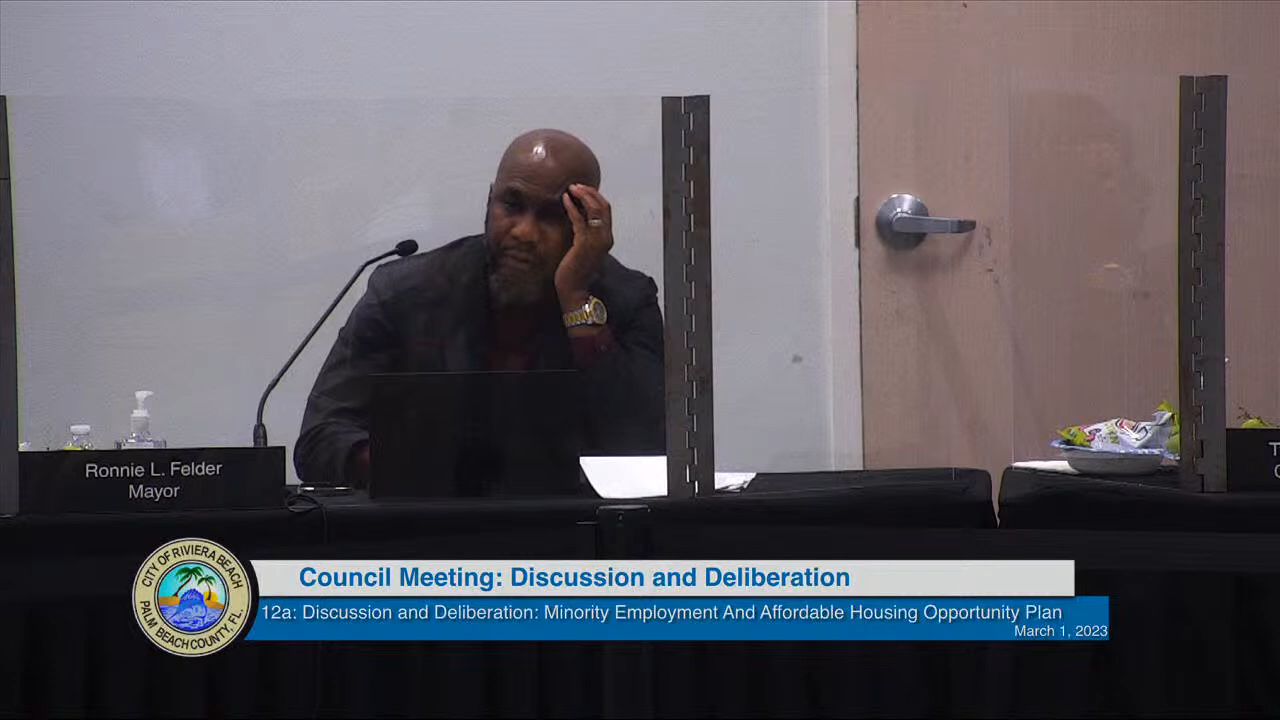 Ronnie L. Felder
Mayor
CITY OF RIVIERA BEACH
PALM BEACH COUNTY, FL.
Council Meeting: Discussion and Deliberation
12a: Discussion and Deliberation: Minority Employment And Affordable Housing Opportunity Plan
March 1, 2023